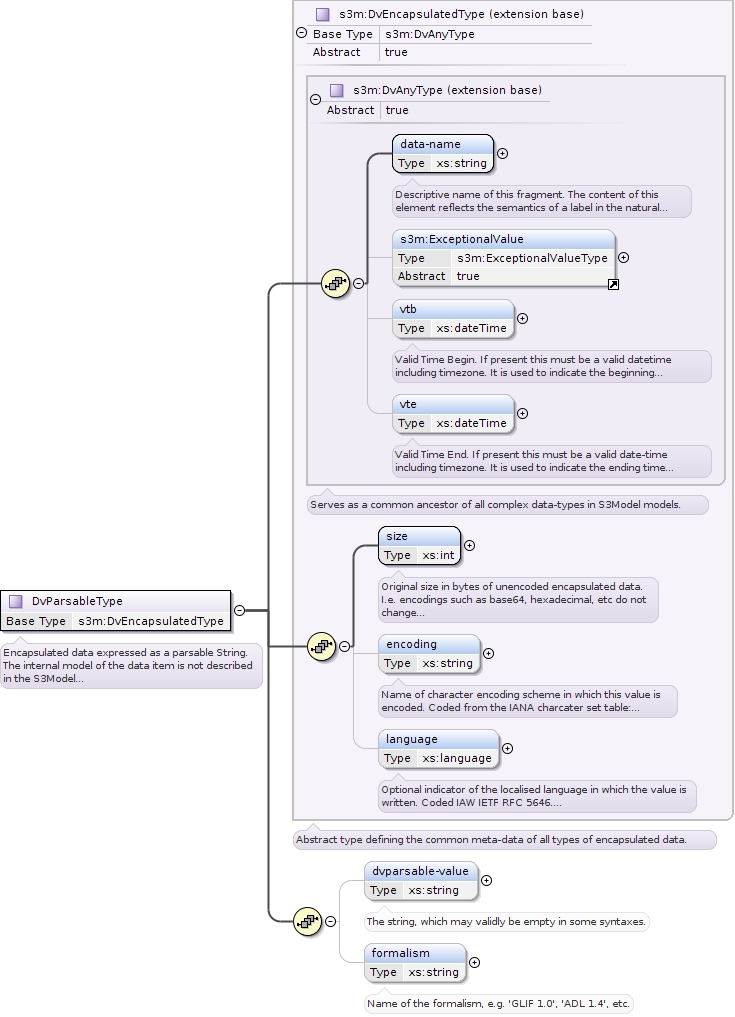 s3m:DvEncapsulatedType (extension base)
Base Type s3m:DvAnyType
Abstract true
s3m:DvAnyType (extension base)
Abstract true
data-name
Type xs:string
Descriptive name of this fragment. The content of this
element reflects the semantics of a label in the natural...
s3m:ExceptionalValue
Type s3m:ExceptionalValueType
Abstract true
vtb
Type xs:dateTime
Valid Time Begin. If present this must be a valid datetime
including timezone. It is used to indicate the beginning...
vte
Type xs:dateTime
Valid Time End. If present this must be a valid date-time
including timezone. It is used to indicate the ending time...
Serves as a common ancestor of all complex data-types in S3Model models.
size
Type xs:int
Original size in bytes of unencoded encapsulated data.
I.e. encodings such as base64, hexadecimal, etc do not
change...
DvParsableType
Base Type s3m:DvEncapsulatedType
Encapsulated data expressed as a parsable String.
The internal model of the data item is not described
in the S3Model...
encoding
Type xs:string
Name of character encoding scheme in which this value is
encoded. Coded from the IANA charcater set table:...
language
Type xs:language
Optional indicator of the localised language in which the value is
written. Coded IAW IETF RFC 5646....
Abstract type defining the common meta-data of all types of encapsulated data.
dvparsable-value
Type xs:string
The string, which may validly be empty in some syntaxes.
formalism
Type xs:string
Name of the formalism, e.g. 'GLIF 1.0', 'ADL 1.4', etc.